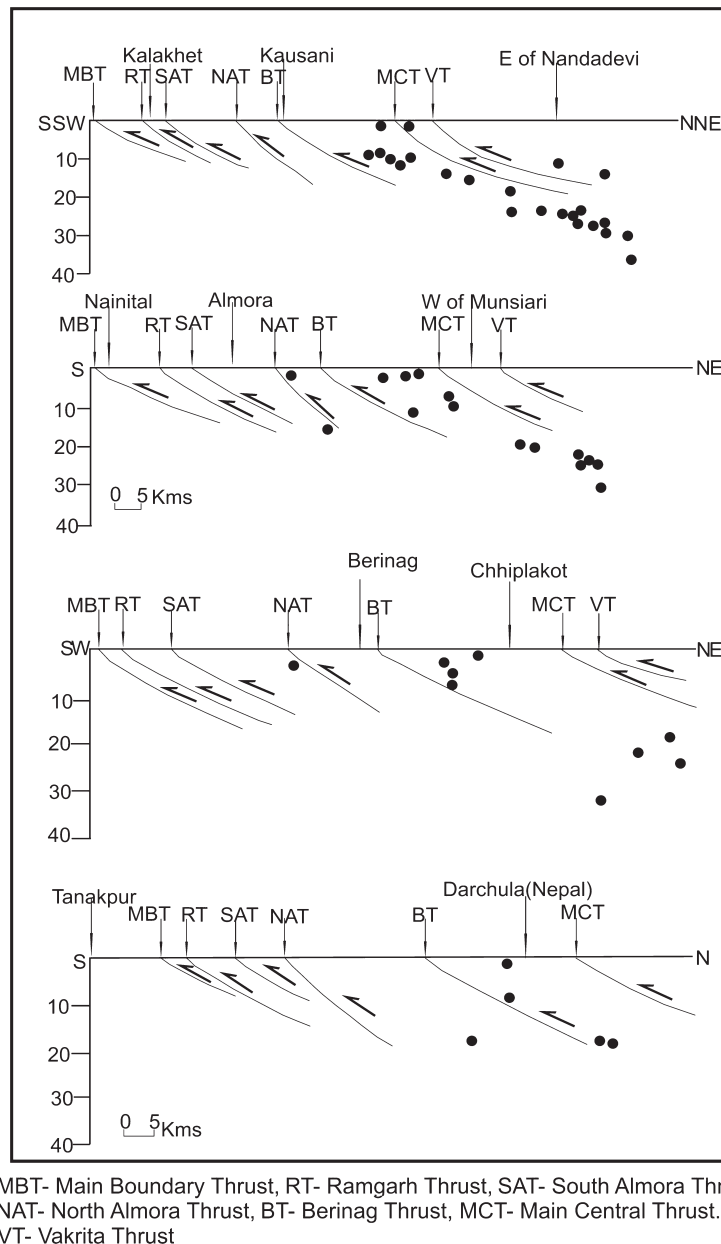 Kalakhet Kausani E of Nandadevi
MBT RT SAT NAT BT MCT VT
SSW NNE
10
20
30
40
Nainital Almora W of Munsiari
MBT RT SAT NAT BT MCT VT
S NE
10
20
30
40
0 5 Kms
Berinag Chhiplakot
MBT RT SAT NAT BT MCT VT
SW NE
10
20
30
40
Tanakpur Darchula(Nepal)
MBT RT SAT NAT BT MCT
S N
10
20
30
40
0 5 Kms
MBT- Main Boundary Thrust, RT- Ramgarh Thrust, SAT- South Almora Thr
NAT- North Almora Thrust, BT- Berinag Thrust, MCT- Main Central Thrust.
VT- Vakrita Thrust